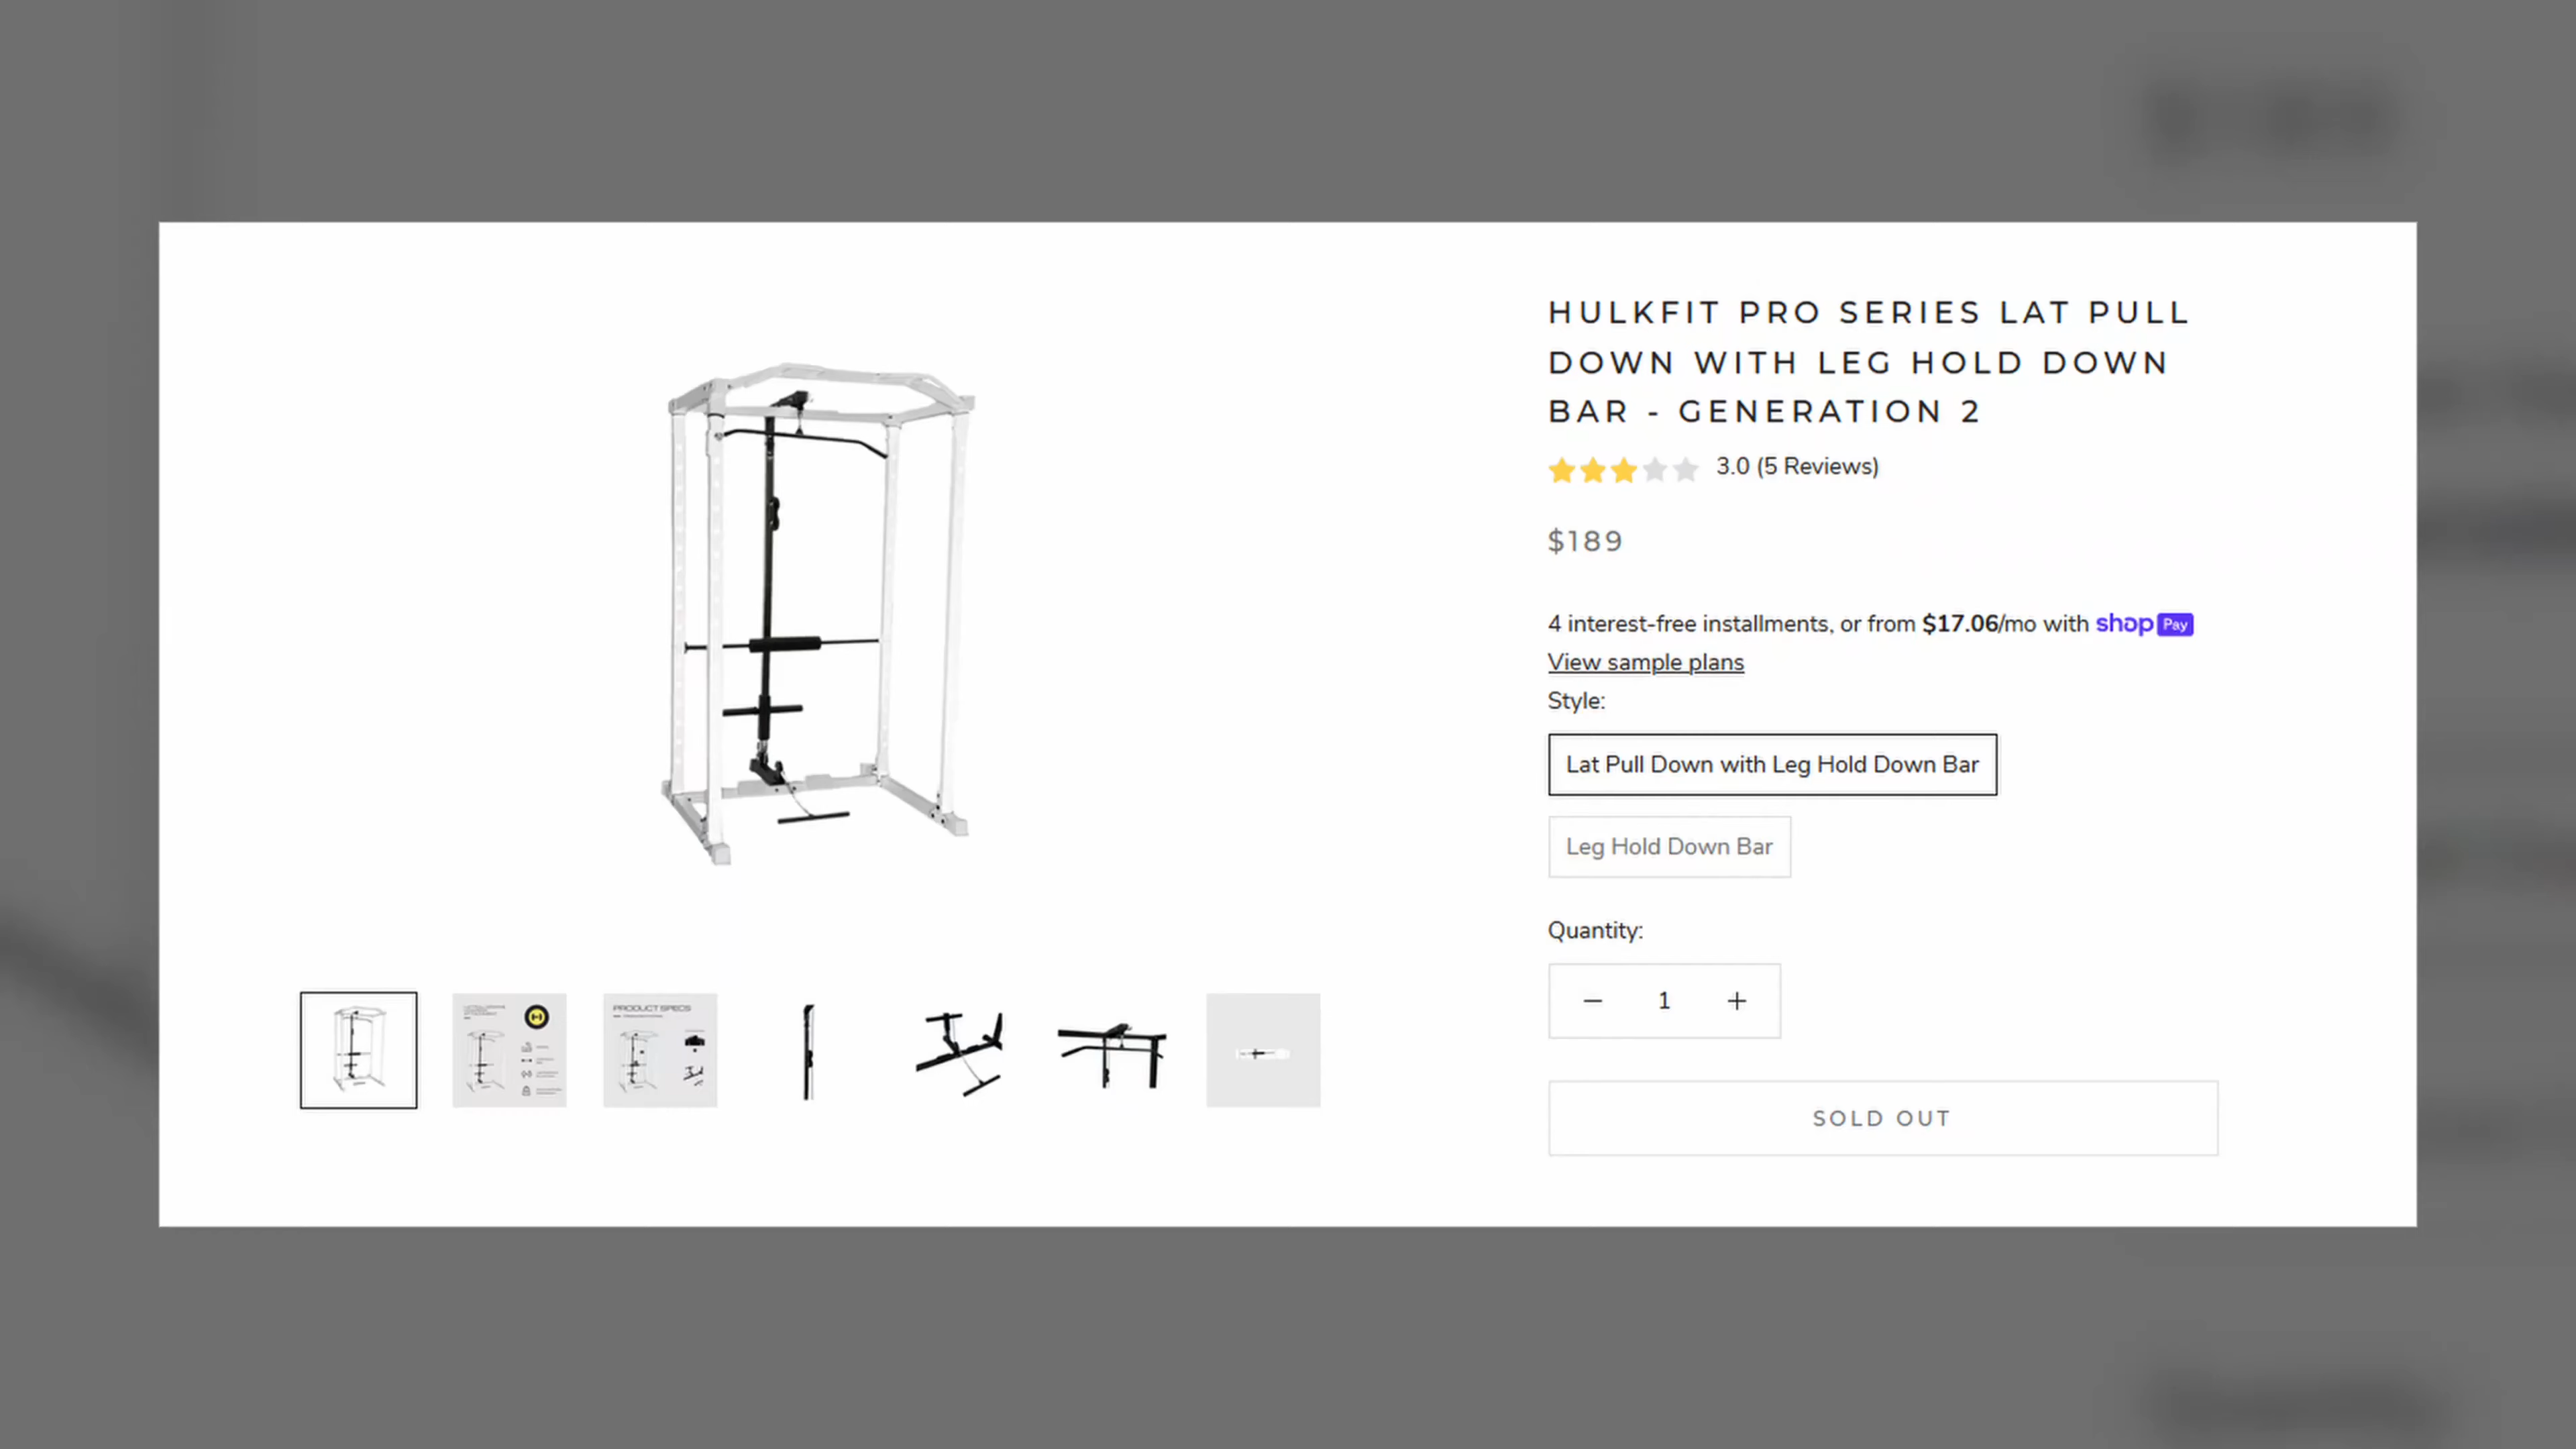 HULKFIT PRO SERIES LAT PULL
DOWN WITH LEG HOLD DOWN
BAR - GENERATION 2
3.0 (5 Reviews)
$189
4 interest-free installments, or from $17.06/mo with shop Pay
View sample plans
Style:
Lat Pull Down with Leg Hold Down Bar
Leg Hold Down Bar
Quantity:
− 1 +
SOLD OUT
PRODUCT SPECS